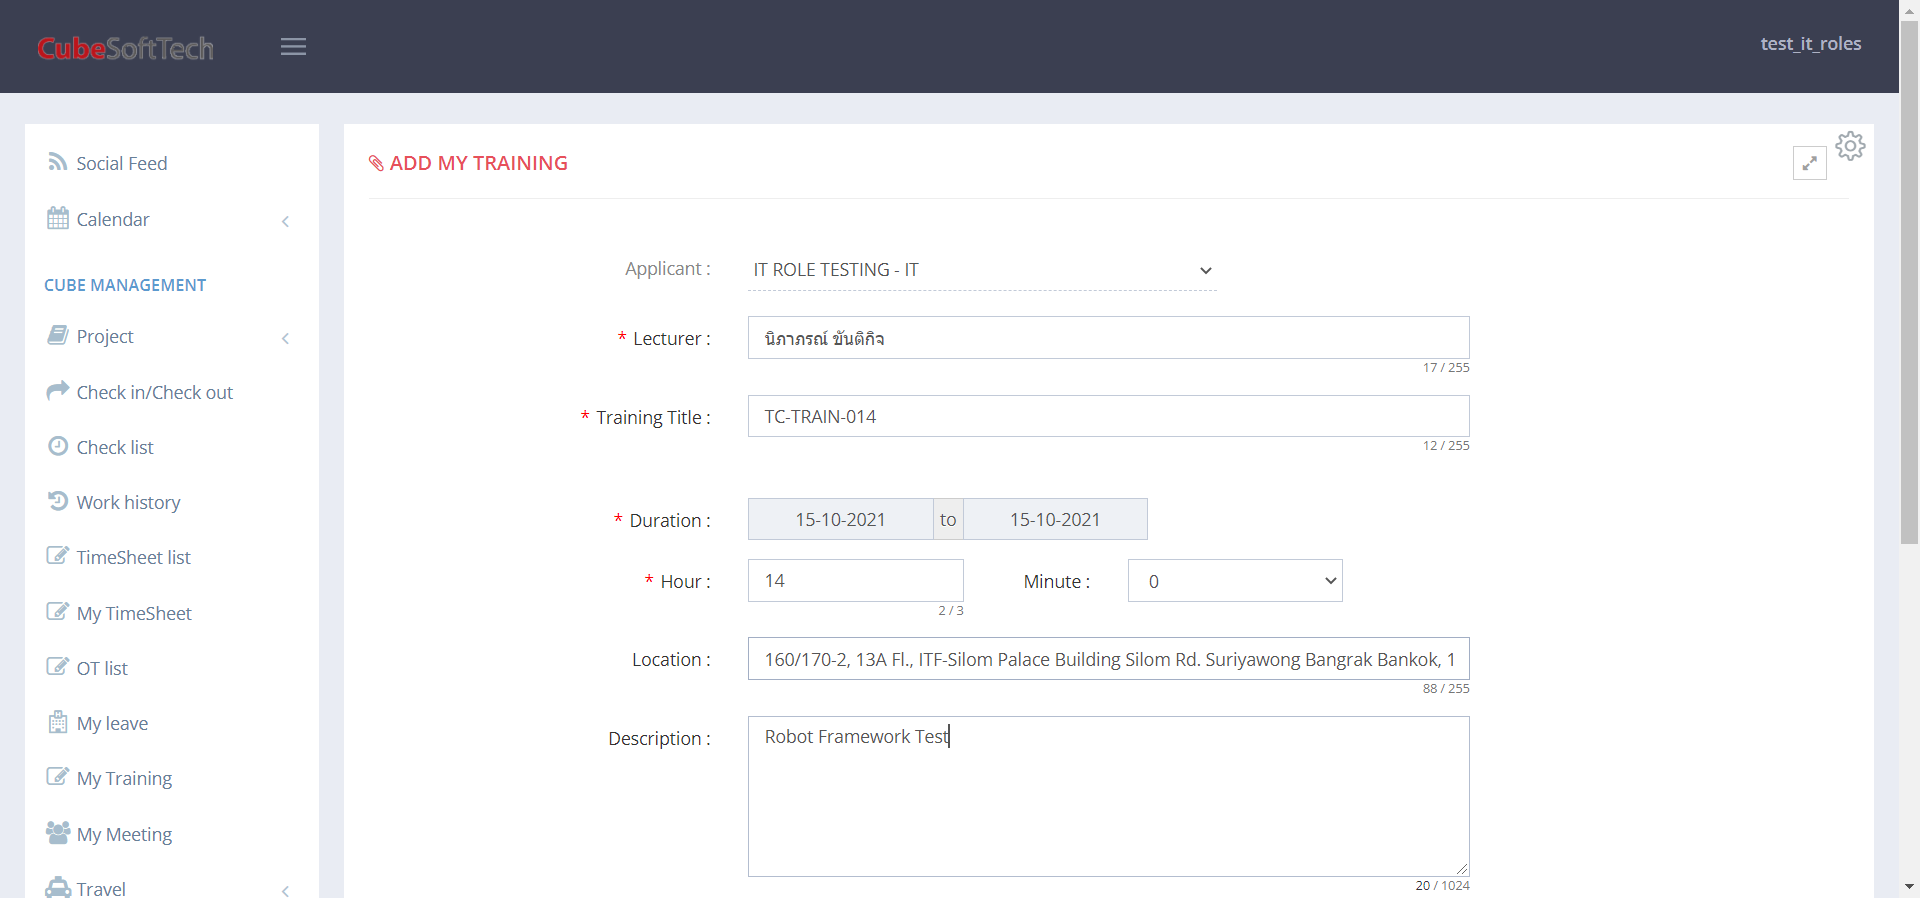 CubeSoftTech
test_it_roles
Social Feed
Calendar
CUBE MANAGEMENT
Project
Check in/Check out
Check list
Work history
TimeSheet list
My TimeSheet
OT list
My leave
My Training
My Meeting
Travel
ADD MY TRAINING
Applicant : IT ROLE TESTING - IT
* Lecturer : นิภาภรณ์ ขันติกิจ
17 / 255
* Training Title : TC-TRAIN-014
12 / 255
* Duration : 15-10-2021 to 15-10-2021
* Hour : 14 Minute : 0
2 / 3
Location : 160/170-2, 13A Fl., ITF-Silom Palace Building Silom Rd. Suriyawong Bangrak Bankok, 1
88 / 255
Description : Robot Framework Test
20 / 1024